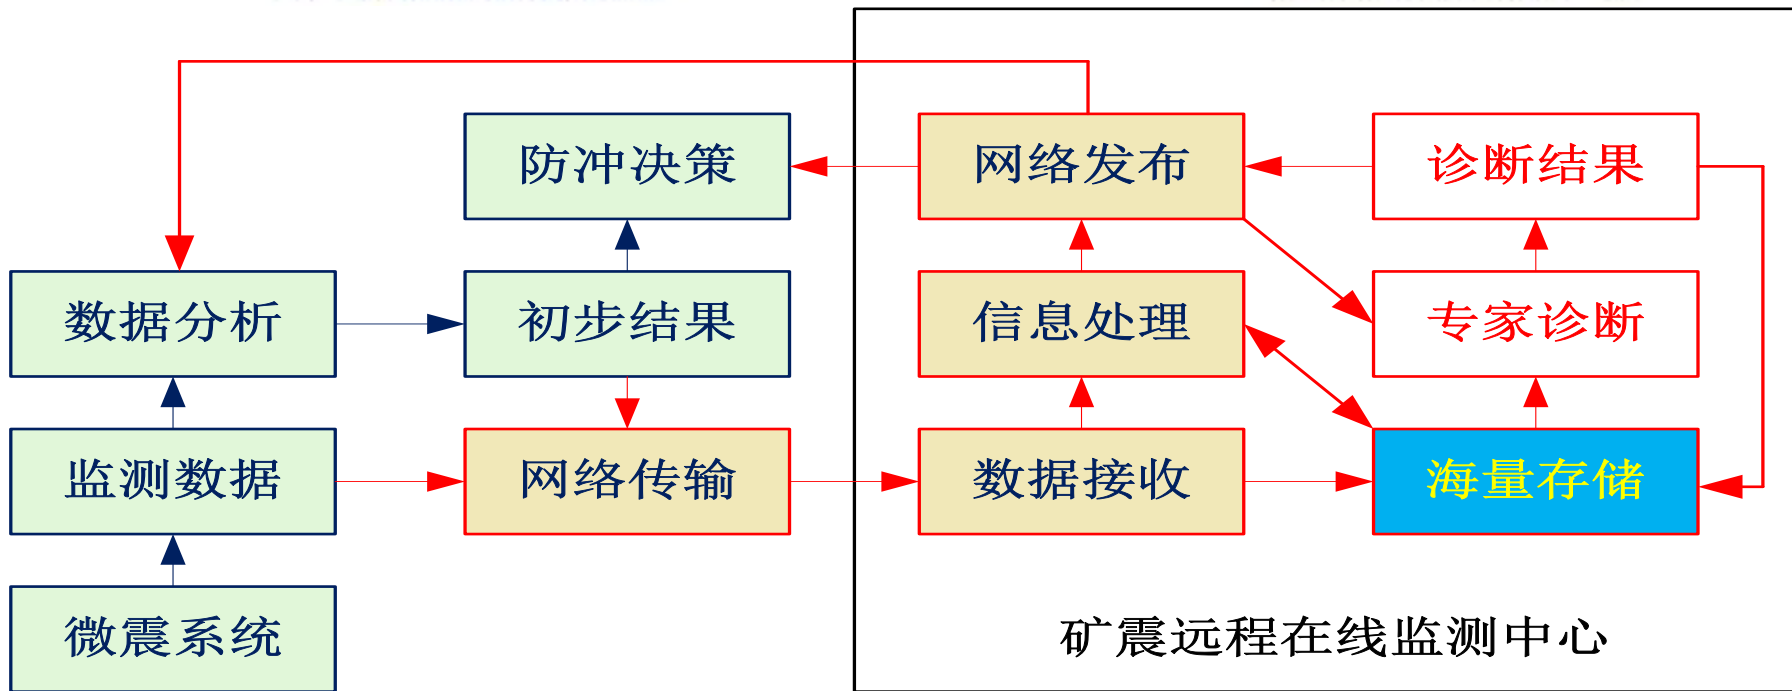 防冲决策
网络发布
诊断结果
数据分析
初步结果
信息处理
专家诊断
监测数据
网络传输
数据接收
海量存储
微震系统
矿震远程在线监测中心